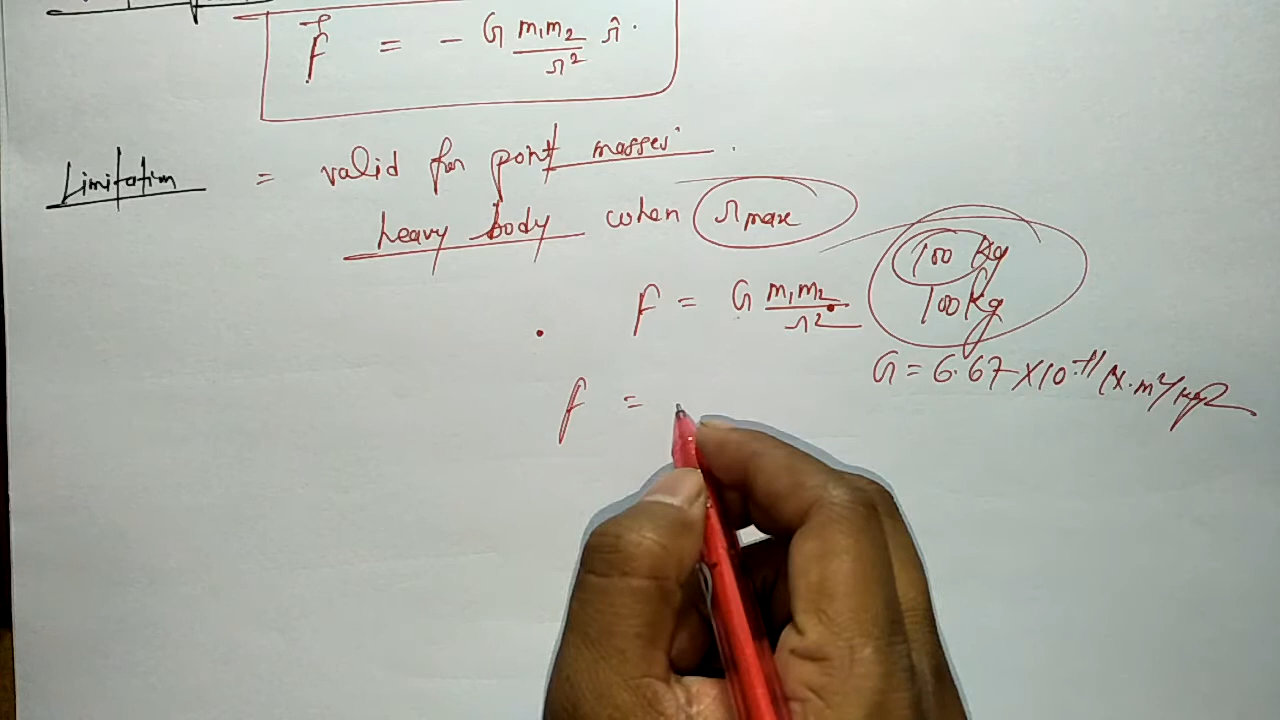 F⃗ = - G m₁m₂/r² r̂.
Limitation = valid for point masses.
heavy body when r max
100 Kg
F = G m₁m₂/r² 100 Kg
G = 6.67 × 10⁻¹¹ N.m²/kg²
F =